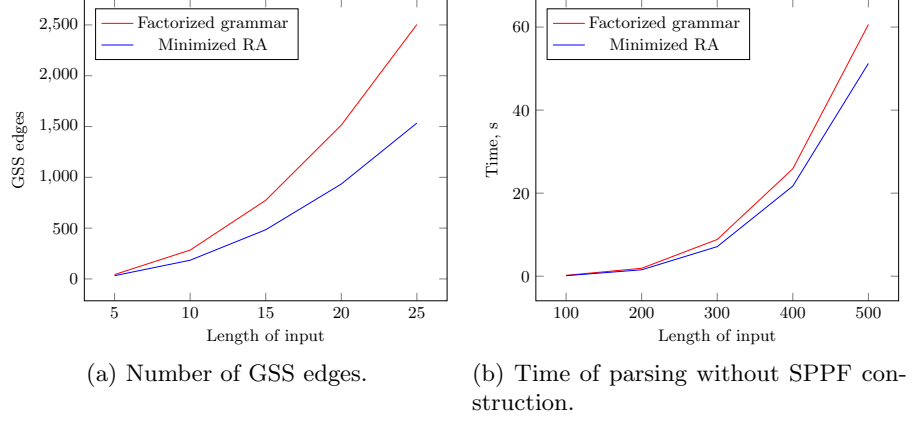 2,500
2,000
1,500
1,000
500
0
5 10 15 20 25
GSS edges
Length of input
Factorized grammar
Minimized RA
(a) Number of GSS edges.
60
40
20
0
100 200 300 400 500
Time, s
Length of input
Factorized grammar
Minimized RA
(b) Time of parsing without SPPF con-
struction.